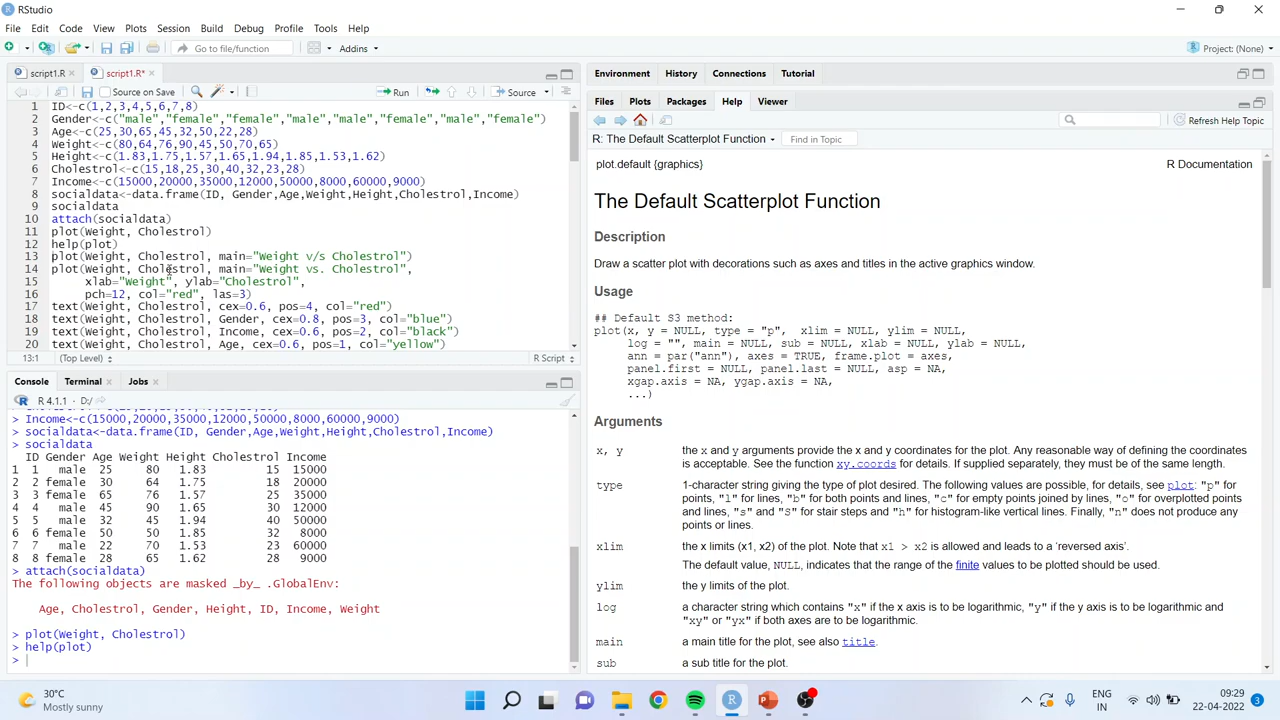 RStudio
File Edit Code View Plots Session Build Debug Profile Tools Help
Go to file/function Addins Project: (None)
script1.R script1.R*
Source on Save Run Source
1 ID<-c(1,2,3,4,5,6,7,8)
2 Gender<-c("male","female","female","male","male","female","male","female")
3 Age<-c(25,30,65,45,32,50,22,28)
4 Weight<-c(80,64,76,90,45,50,70,65)
5 Height<-c(1.83,1.75,1.57,1.65,1.94,1.85,1.53,1.62)
6 Cholestrol<-c(15,18,25,30,40,32,23,28)
7 Income<-c(15000,20000,35000,12000,50000,8000,60000,9000)
8 socialdata<-data.frame(ID, Gender,Age,Weight,Height,Cholestrol,Income)
9 socialdata
10 attach(socialdata)
11 plot(Weight, Cholestrol)
12 help(plot)
13 plot(Weight, Cholestrol, main="Weight v/s Cholestrol")
14 plot(Weight, Cholestrol, main="Weight vs. Cholestrol",
15 xlab="Weight", ylab="Cholestrol",
16 pch=12, col="red", las=3)
17 text(Weight, Cholestrol, cex=0.6, pos=4, col="red")
18 text(Weight, Cholestrol, Gender, cex=0.8, pos=3, col="blue")
19 text(Weight, Cholestrol, Income, cex=0.6, pos=2, col="black")
20 text(Weight, Cholestrol, Age, cex=0.6, pos=1, col="yellow")
13:1 (Top Level) R Script
Console Terminal Jobs
R 4.1.1 · D:/
> Income<-c(15000,20000,35000,12000,50000,8000,60000,9000)
> socialdata<-data.frame(ID, Gender,Age,Weight,Height,Cholestrol,Income)
> socialdata
ID Gender Age Weight Height Cholestrol Income
1 1 male 25 80 1.83 15 15000
2 2 female 30 64 1.75 18 20000
3 3 female 65 76 1.57 25 35000
4 4 male 45 90 1.65 30 12000
5 5 male 32 45 1.94 40 50000
6 6 female 50 50 1.85 32 8000
7 7 male 22 70 1.53 23 60000
8 8 female 28 65 1.62 28 9000
> attach(socialdata)
The following objects are masked _by_ .GlobalEnv:
Age, Cholestrol, Gender, Height, ID, Income, Weight
> plot(Weight, Cholestrol)
> help(plot)
>
Environment History Connections Tutorial
Files Plots Packages Help Viewer
Refresh Help Topic
R: The Default Scatterplot Function Find in Topic
plot.default {graphics} R Documentation
The Default Scatterplot Function
Description
Draw a scatter plot with decorations such as axes and titles in the active graphics window.
Usage
## Default S3 method:
plot(x, y = NULL, type = "p", xlim = NULL, ylim = NULL,
log = "", main = NULL, sub = NULL, xlab = NULL, ylab = NULL,
ann = par("ann"), axes = TRUE, frame.plot = axes,
panel.first = NULL, panel.last = NULL, asp = NA,
xgap.axis = NA, ygap.axis = NA,
...)
Arguments
x, y the x and y arguments provide the x and y coordinates for the plot. Any reasonable way of defining the coordinates
is acceptable. See the function xy.coords for details. If supplied separately, they must be of the same length.
type 1-character string giving the type of plot desired. The following values are possible, for details, see plot: "p" for
points, "l" for lines, "b" for both points and lines, "c" for empty points joined by lines, "o" for overplotted points
and lines, "s" and "S" for stair steps and "h" for histogram-like vertical lines. Finally, "n" does not produce any
points or lines.
xlim the x limits (x1, x2) of the plot. Note that x1 > x2 is allowed and leads to a ‘reversed axis’.
The default value, NULL, indicates that the range of the finite values to be plotted should be used.
ylim the y limits of the plot.
log a character string which contains "x" if the x axis is to be logarithmic, "y" if the y axis is to be logarithmic and
"xy" or "yx" if both axes are to be logarithmic.
main a main title for the plot, see also title.
sub a sub title for the plot.
30°C
Mostly sunny
ENG
IN
09:29
22-04-2022
3